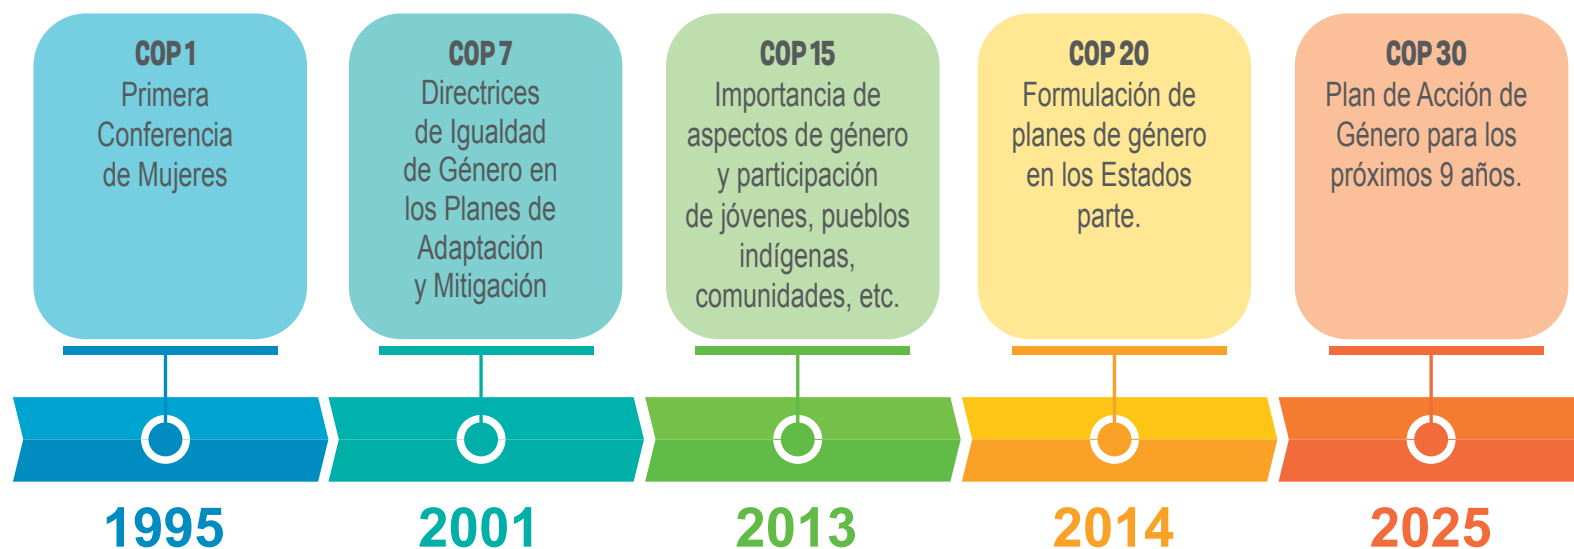 COP 1
Primera
Conferencia
de Mujeres
COP 7
Directrices
de Igualdad
de Género en
los Planes de
Adaptación
y Mitigación
COP 15
Importancia de
aspectos de género
y participación
de jóvenes, pueblos
indígenas,
comunidades, etc.
COP 20
Formulación de
planes de género
en los Estados
parte.
COP 30
Plan de Acción de
Género para los
próximos 9 años.
1995
2001
2013
2014
2025